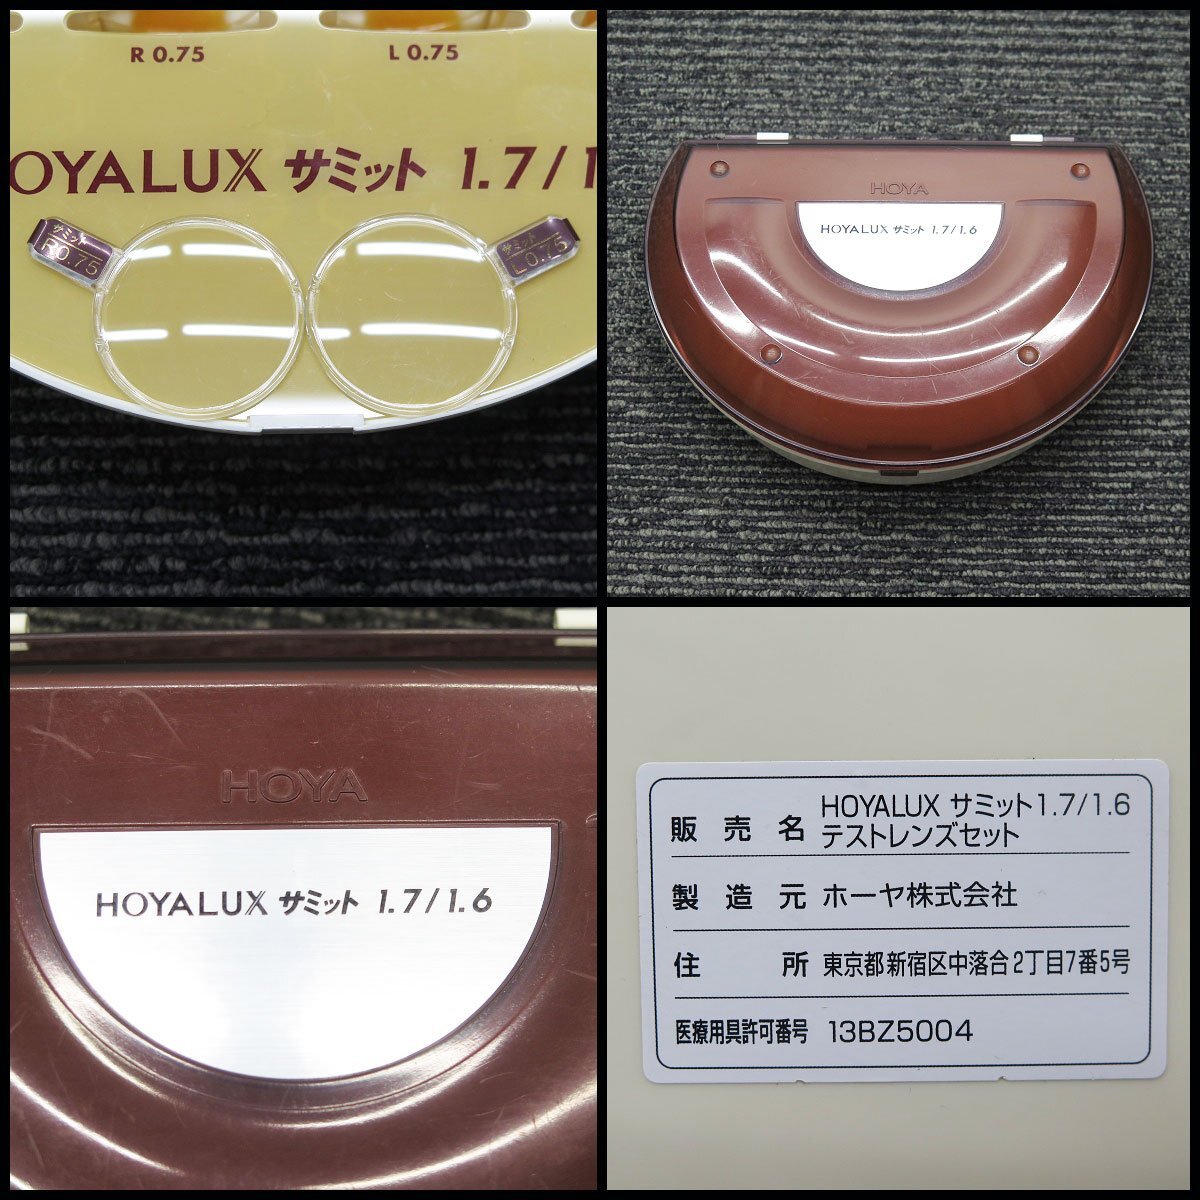 R 0.75
L 0.75
OYALUX サミット 1.7/1
サミット
R0.75
サミット
L0.75
HOYA
HOYALUX サミット 1.7/1.6
HOYA
HOYALUX サミット 1.7/1.6
販売名 HOYALUX サミット1.7/1.6
テストレンズセット
製造元 ホーヤ株式会社
住所 東京都新宿区中落合2丁目7番5号
医療用具許可番号 13BZ5004